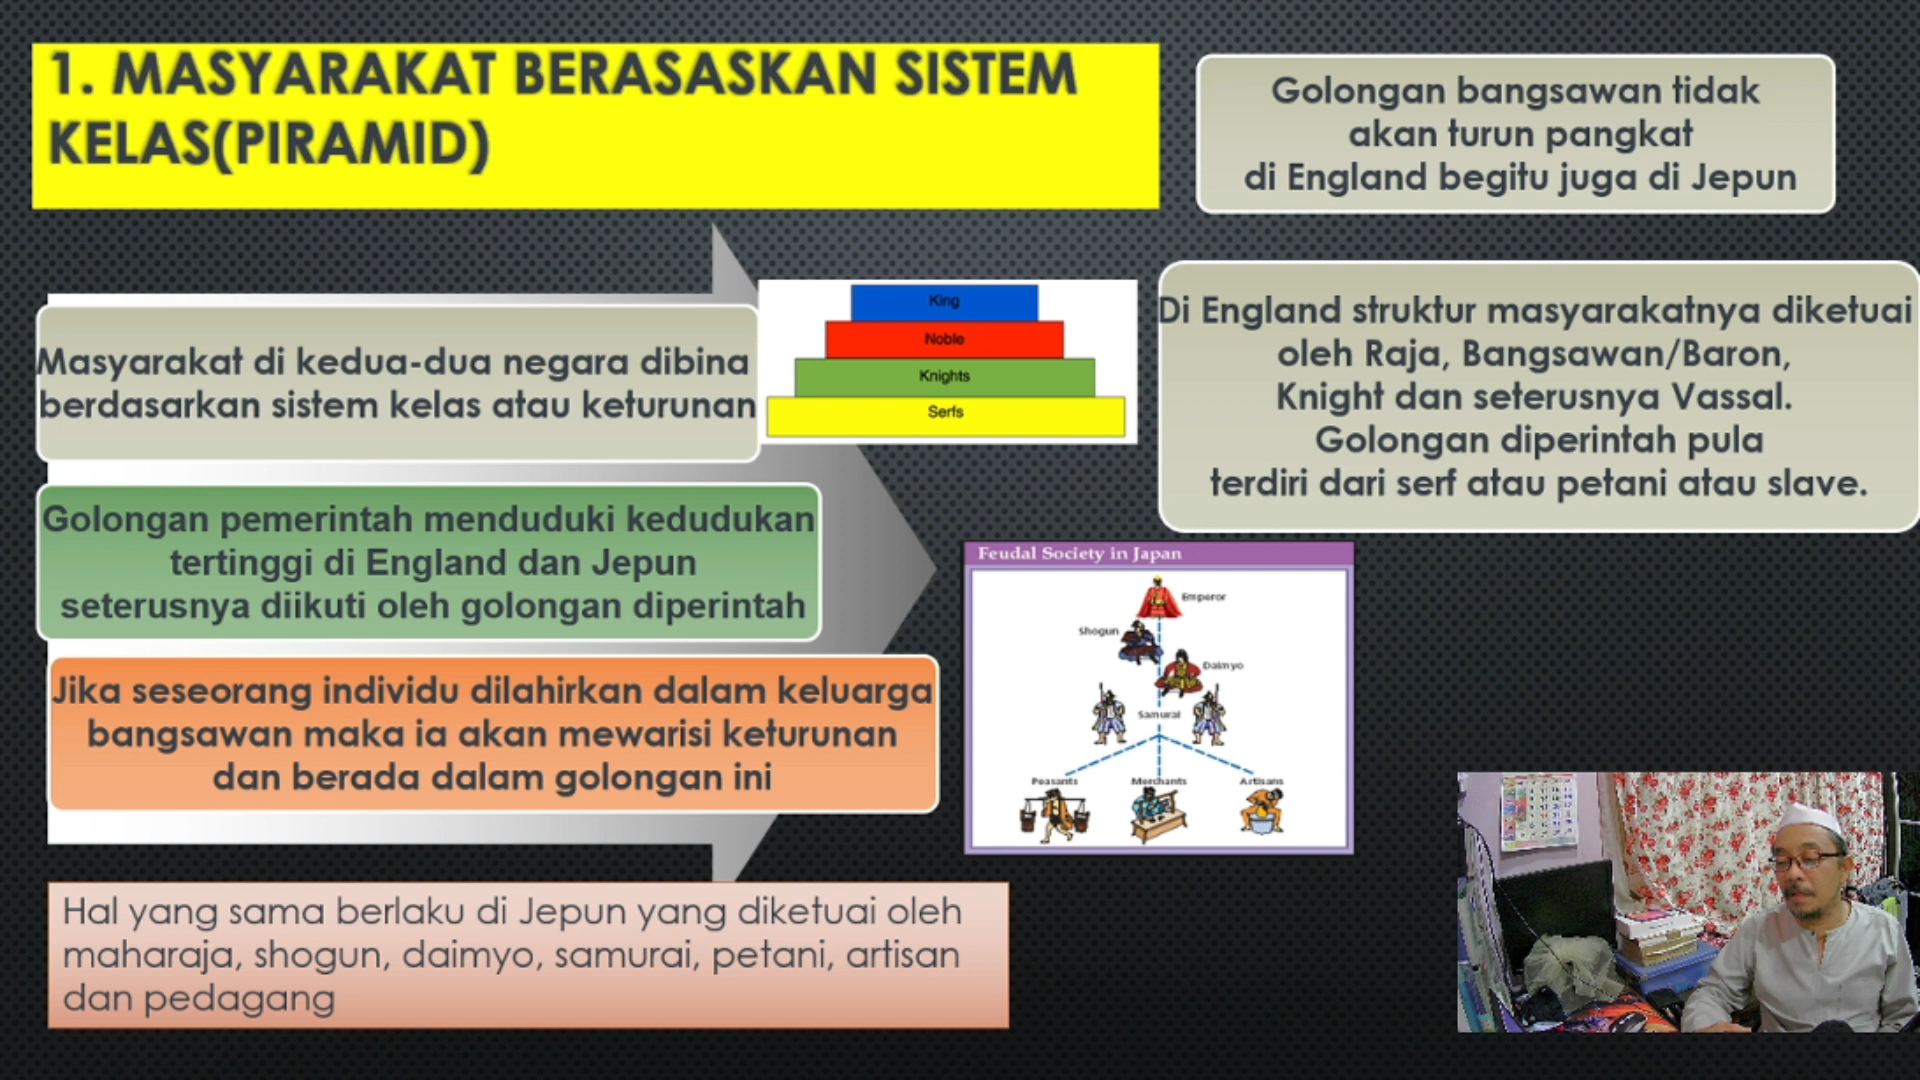 1. MASYARAKAT BERASASKAN SISTEM
KELAS(PIRAMID)
Golongan bangsawan tidak
akan turun pangkat
di England begitu juga di Jepun
Masyarakat di kedua-dua negara dibina
berdasarkan sistem kelas atau keturunan
King
Noble
Knights
Serfs
Di England struktur masyarakatnya diketuai
oleh Raja, Bangsawan/Baron,
Knight dan seterusnya Vassal.
Golongan diperintah pula
terdiri dari serf atau petani atau slave.
Golongan pemerintah menduduki kedudukan
tertinggi di England dan Jepun
seterusnya diikuti oleh golongan diperintah
Feudal Society in Japan
Emperor
Shogun
Daimyo
Samurai
Peasants Merchants Artisans
Jika seseorang individu dilahirkan dalam keluarga
bangsawan maka ia akan mewarisi keturunan
dan berada dalam golongan ini
Hal yang sama berlaku di Jepun yang diketuai oleh
maharaja, shogun, daimyo, samurai, petani, artisan
dan pedagang